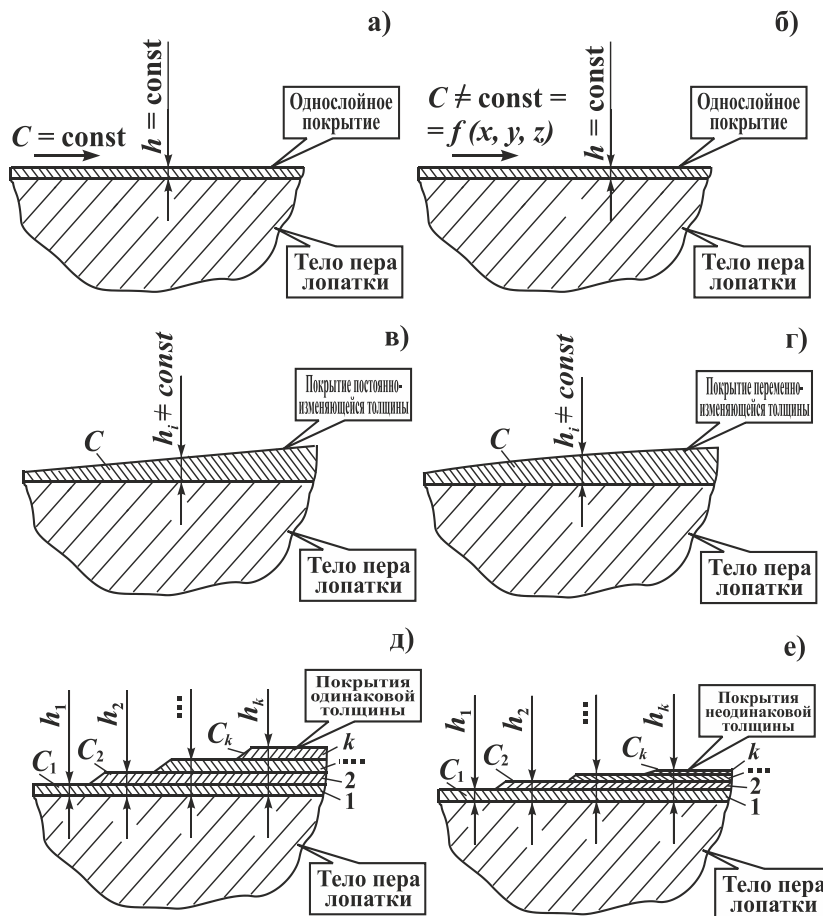 а)
h = const
C = const
Однослойное
покрытие
Тело пера
лопатки
б)
C ≠ const =
= f (x, y, z)
h = const
Однослойное
покрытие
Тело пера
лопатки
в)
hᵢ ≠ const
C
Покрытие постоянно-
изменяющейся толщины
Тело пера
лопатки
г)
hᵢ ≠ const
C
Покрытие переменно-
изменяющейся толщины
Тело пера
лопатки
д)
h₁
h₂
...
hₖ
Покрытия
одинаковой
толщины
C₁
C₂
Cₖ
k
....
2
1
Тело пера
лопатки
е)
h₁
h₂
...
hₖ
Покрытия
неодинаковой
толщины
C₁
C₂
Cₖ
k
....
2
1
Тело пера
лопатки